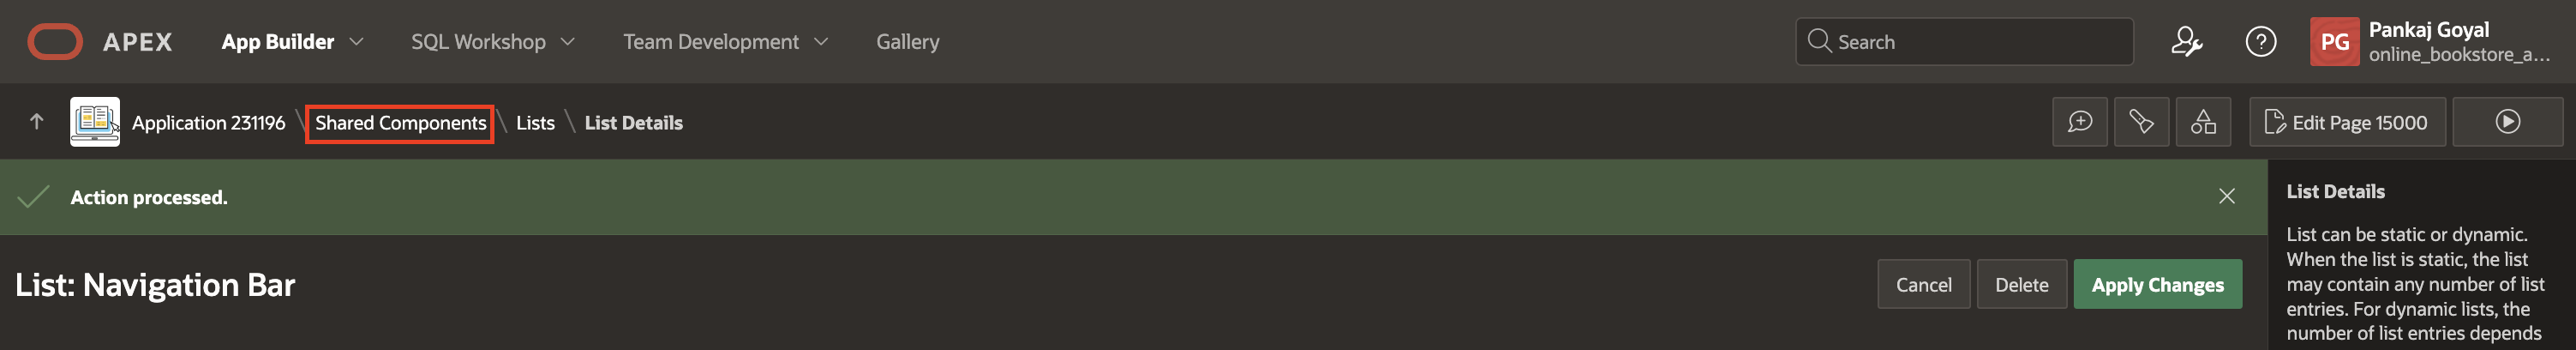 APEX App Builder SQL Workshop Team Development Gallery Search ? PG Pankaj Goyal
online_bookstore_a...
Application 231196 \ Shared Components \ Lists \ List Details Edit Page 15000
Action processed.
List: Navigation Bar
Cancel Delete Apply Changes
List Details
List can be static or dynamic.
When the list is static, the list
may contain any number of list
entries. For dynamic lists, the
number of list entries depends